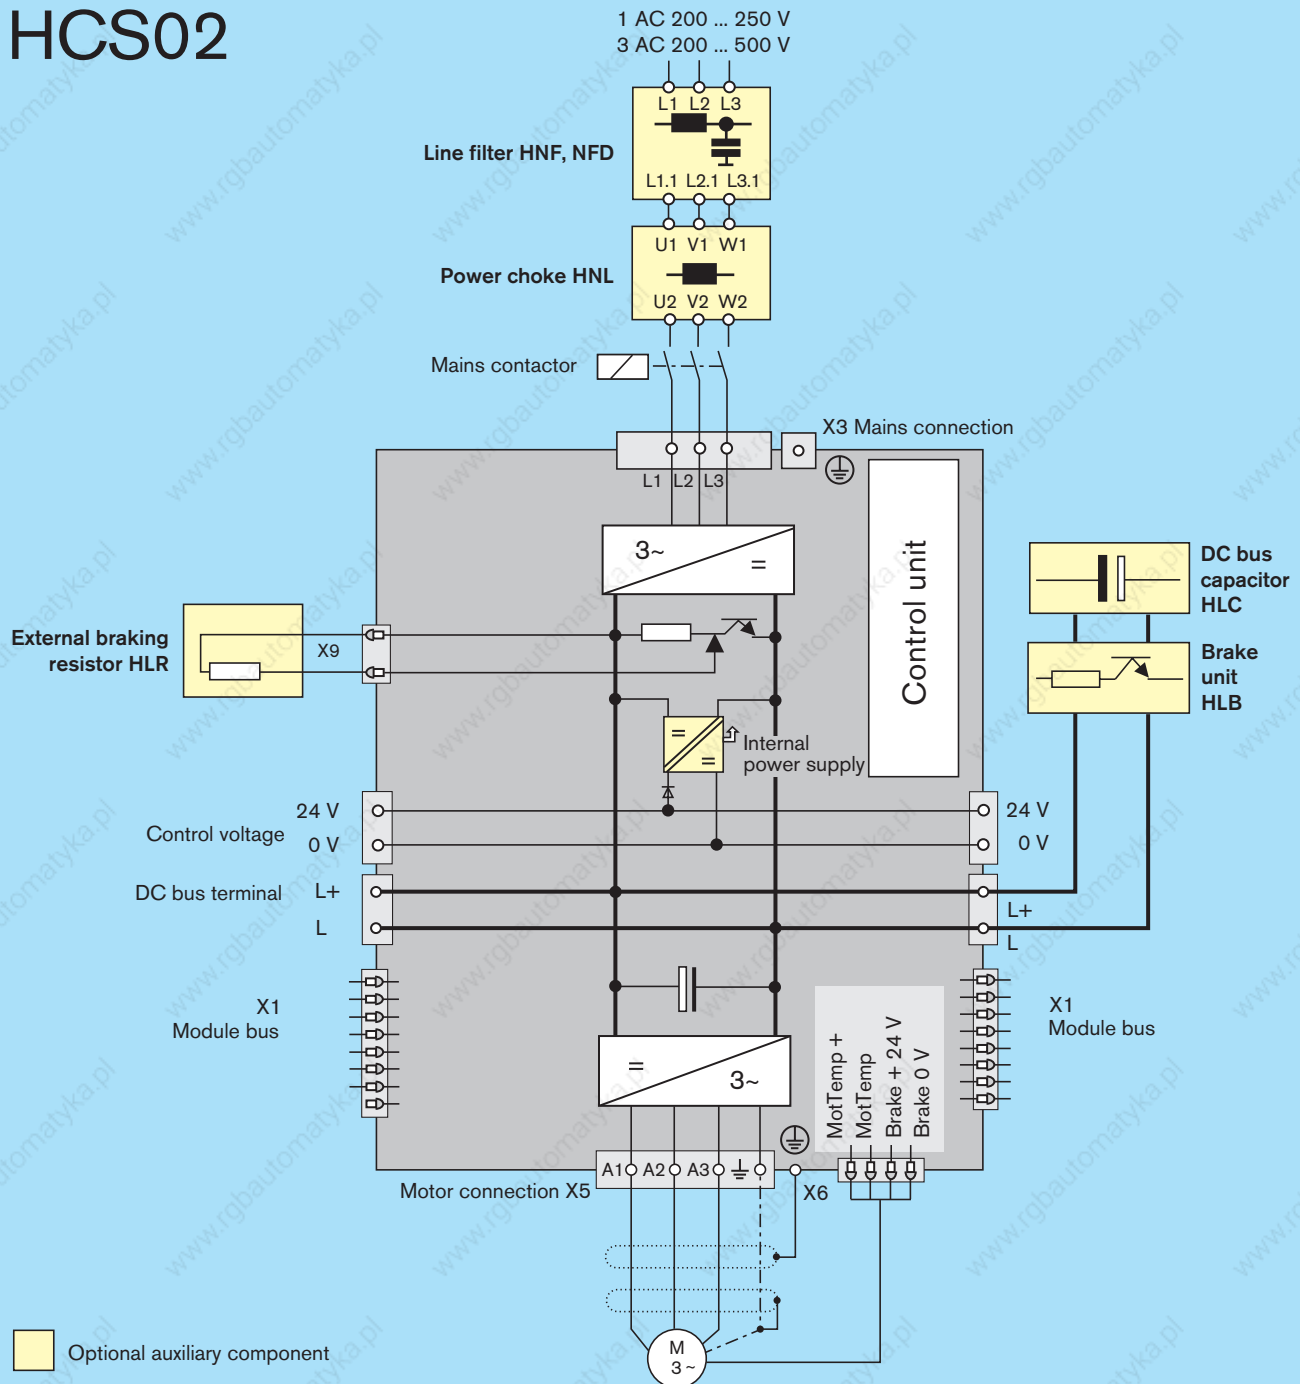 HCS02
1 AC 200 ... 250 V
3 AC 200 ... 500 V
L1 L2 L3
Line filter HNF, NFD
L1.1 L2.1 L3.1
U1 V1 W1
Power choke HNL
U2 V2 W2
Mains contactor
X3 Mains connection
L1 L2 L3
3~
=
Control unit
DC bus
capacitor
HLC
External braking
resistor HLR
X9
Brake
unit
HLB
=
=
Internal
power supply
24 V
Control voltage
0 V
24 V
0 V
DC bus terminal
L+
L
L+
L
X1
Module bus
X1
Module bus
=
3~
MotTemp +
MotTemp
Brake + 24 V
Brake 0 V
A1 A2 A3
Motor connection X5
X6
M
3 ~
Optional auxiliary component
www.rgbautomatyka.pl